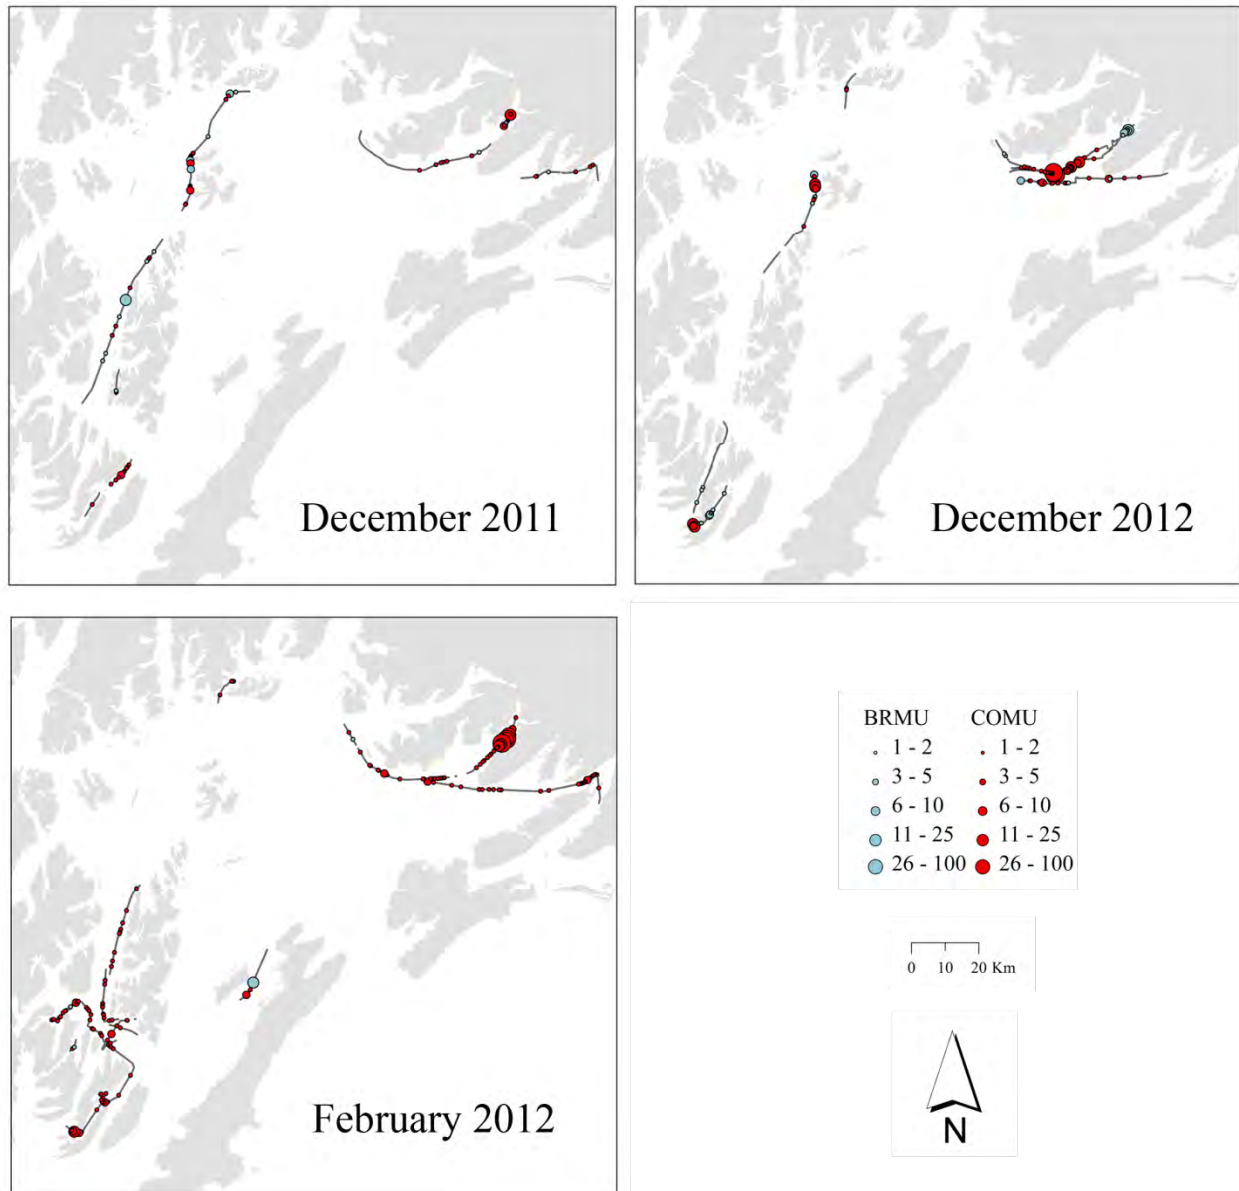 December 2011
December 2012
February 2012
BRMU COMU
1 - 2 1 - 2
3 - 5 3 - 5
6 - 10 6 - 10
11 - 25 11 - 25
26 - 100 26 - 100
0 10 20 Km
N